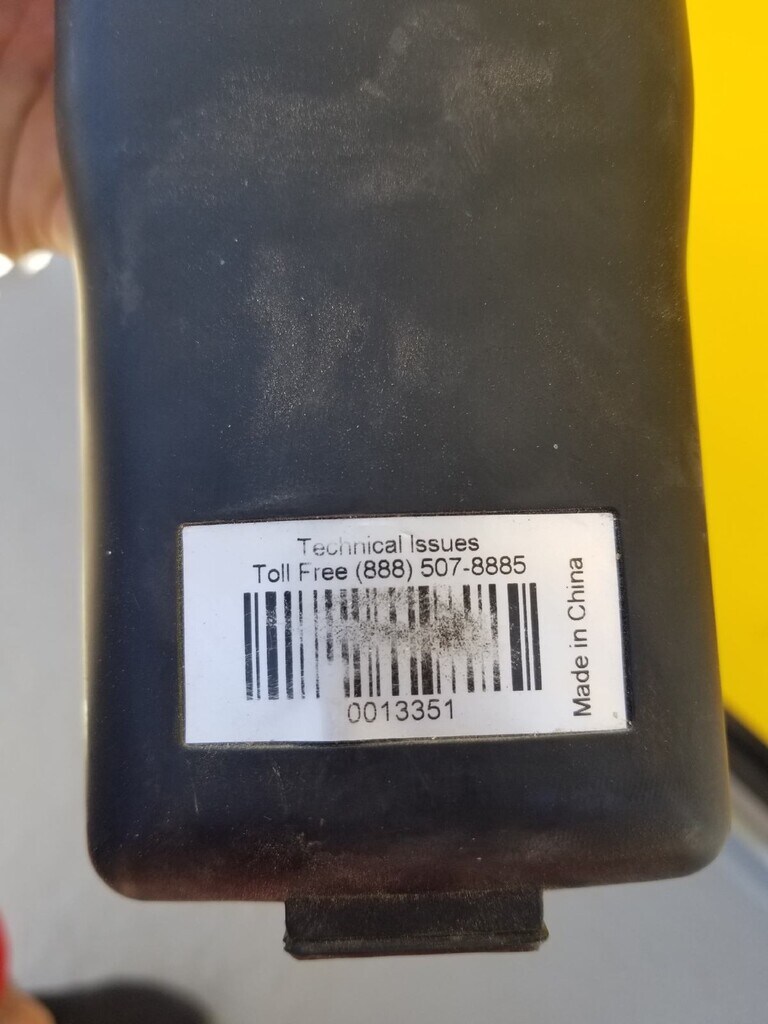 Technical Issues
Toll Free (888) 507-8885
0013351
Made in China